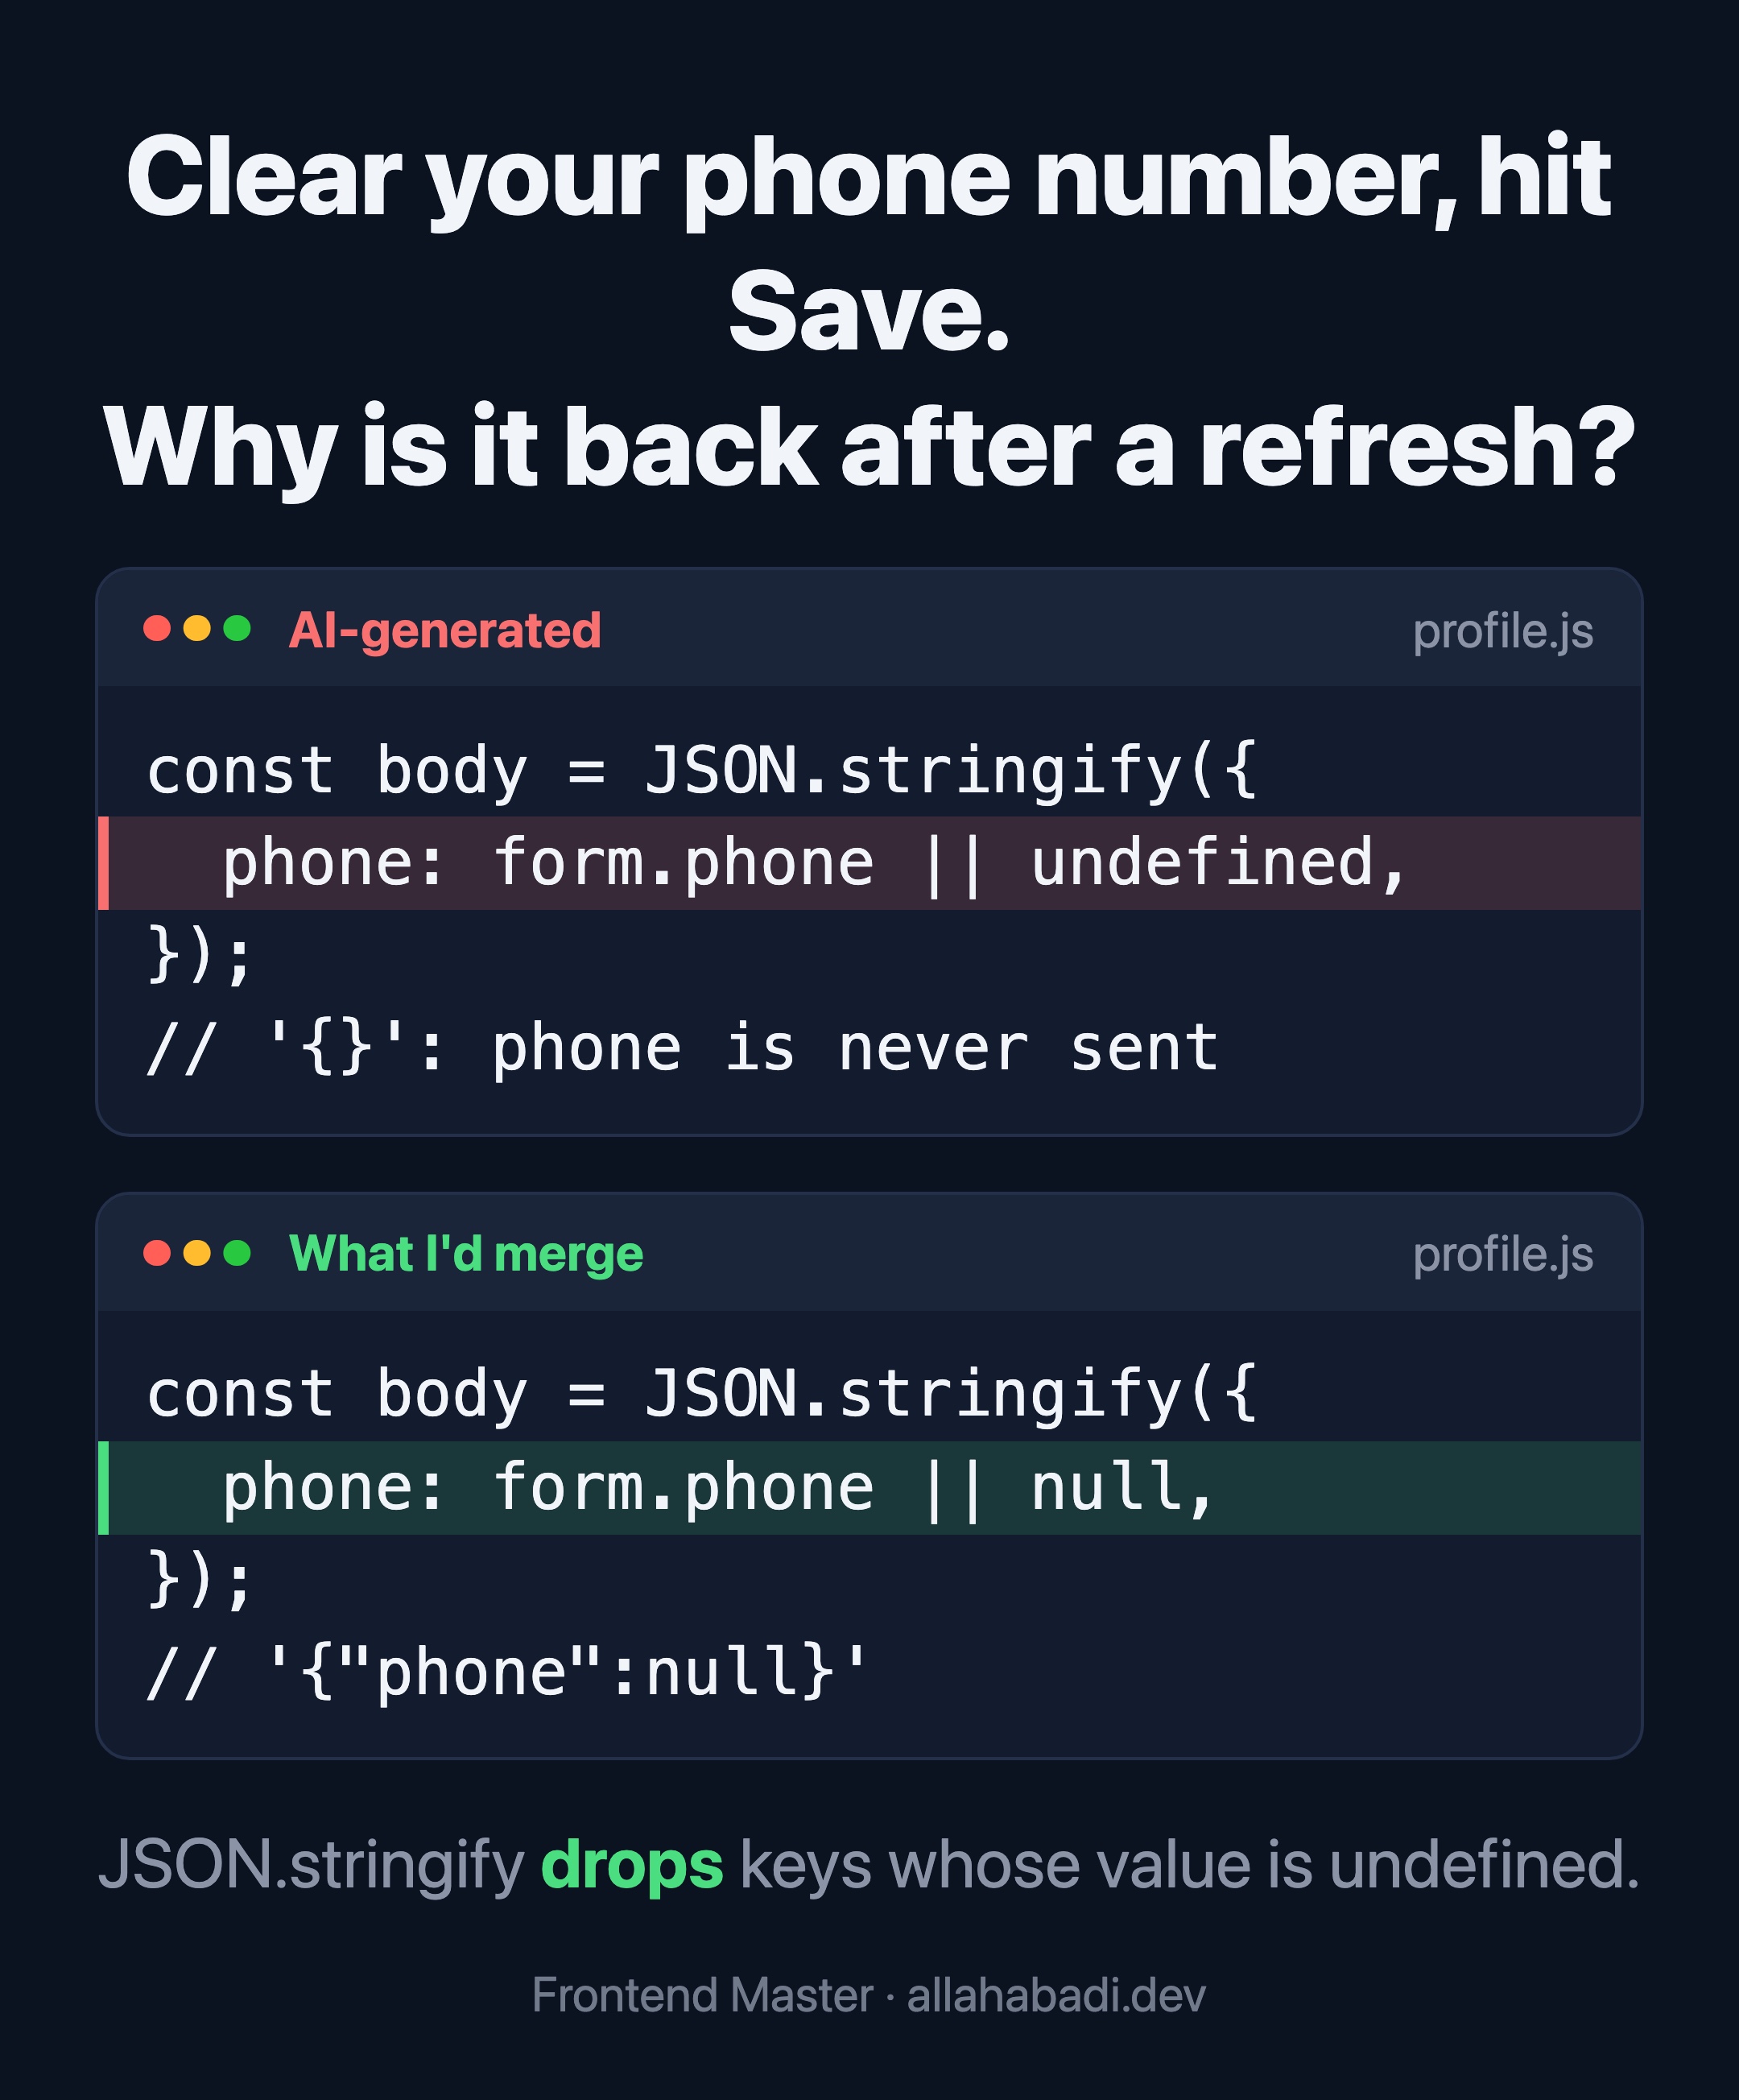 Clear your phone number, hit
Save.
Why is it back after a refresh?
AI-generated
profile.js
const body = JSON.stringify({
  phone: form.phone || undefined,
});
// '{}': phone is never sent
What I'd merge
profile.js
const body = JSON.stringify({
  phone: form.phone || null,
});
// '{"phone":null}'
JSON.stringify drops keys whose value is undefined.
Frontend Master · allahabadi.dev